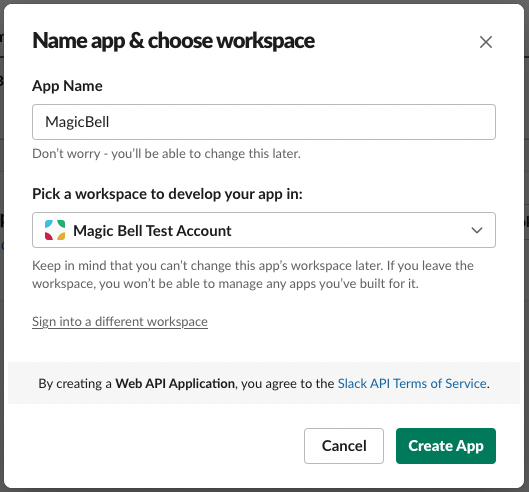 Name app & choose workspace
App Name
MagicBell
Don't worry - you'll be able to change this later.
Pick a workspace to develop your app in:
Magic Bell Test Account
Keep in mind that you can't change this app's workspace later. If you leave the
workspace, you won't be able to manage any apps you've built for it.
Sign into a different workspace
By creating a Web API Application, you agree to the Slack API Terms of Service.
Cancel
Create App